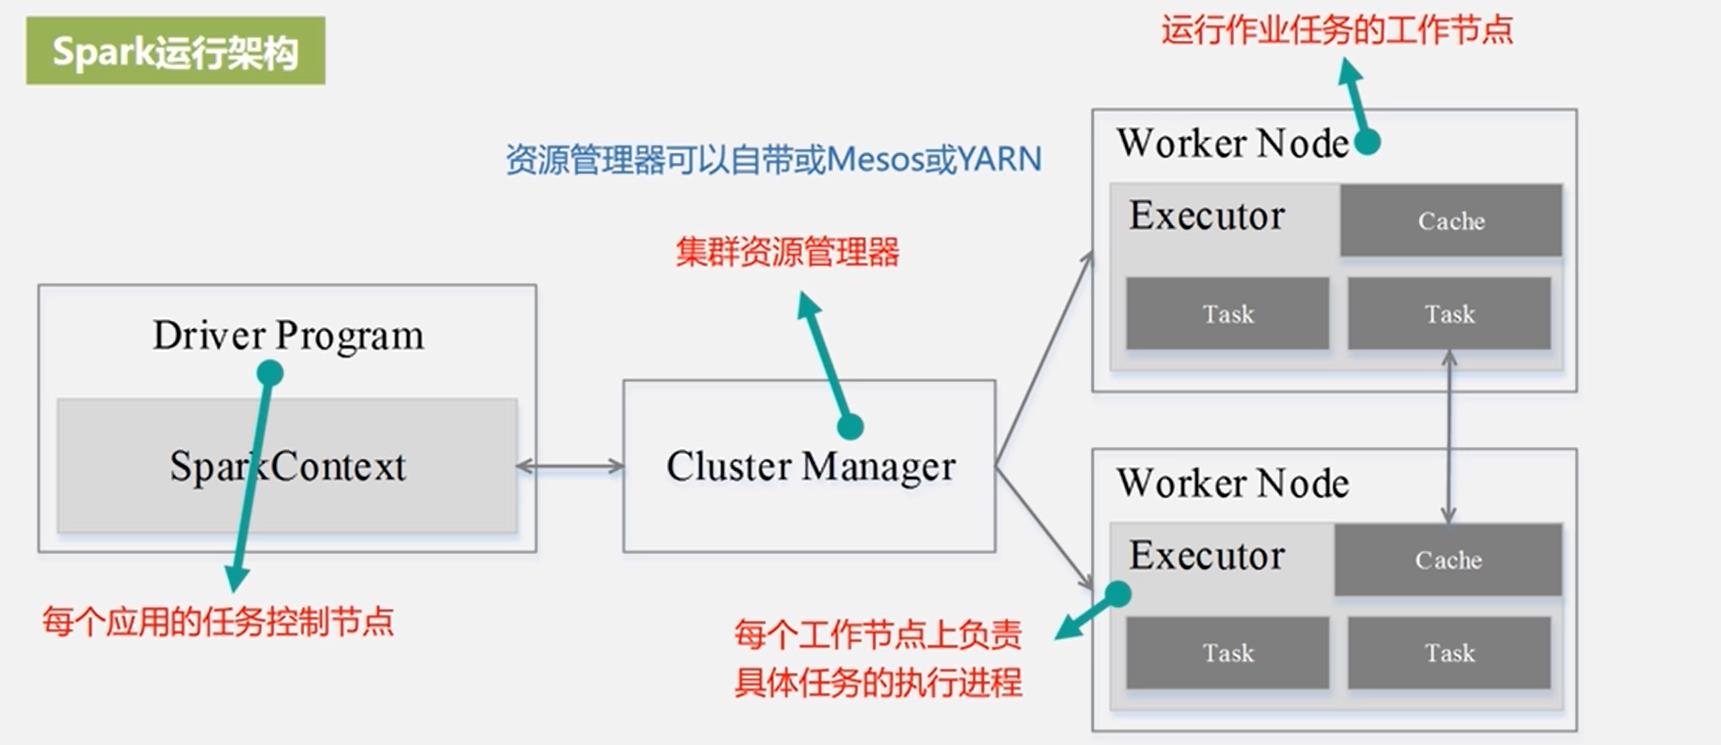 Spark运行架构
运行作业任务的工作节点
资源管理器可以自带或Mesos或YARN
集群资源管理器
Driver Program
SparkContext
每个应用的任务控制节点
Cluster Manager
Worker Node
Executor
Cache
Task
Task
Worker Node
Executor
Cache
Task
Task
每个工作节点上负责
具体任务的执行进程